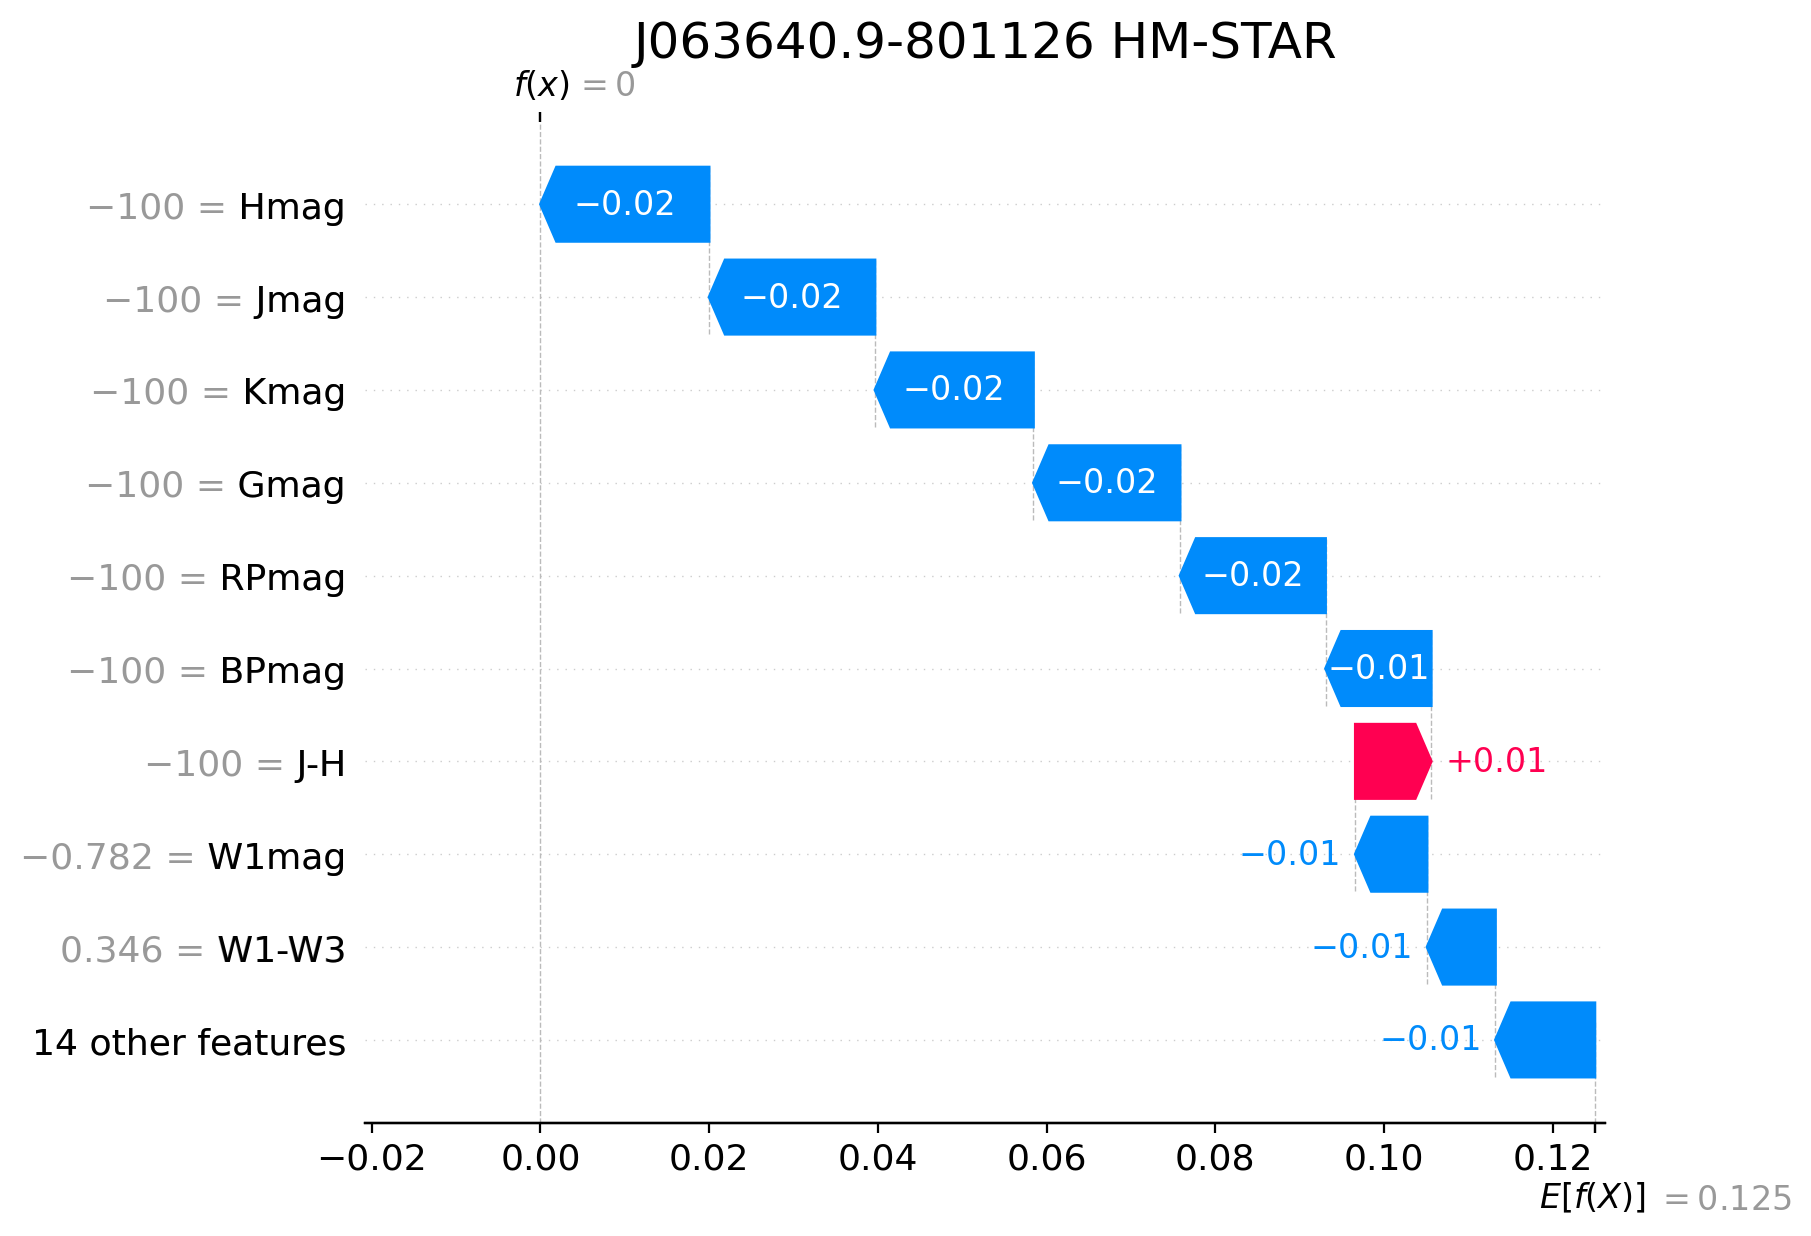 J063640.9-801126 HM-STAR
f(x) = 0
−100 = Hmag −0.02
−100 = Jmag −0.02
−100 = Kmag −0.02
−100 = Gmag −0.02
−100 = RPmag −0.02
−100 = BPmag −0.01
−100 = J-H +0.01
−0.782 = W1mag −0.01
0.346 = W1-W3 −0.01
14 other features −0.01
−0.02 0.00 0.02 0.04 0.06 0.08 0.10 0.12
E[f(X)] = 0.125